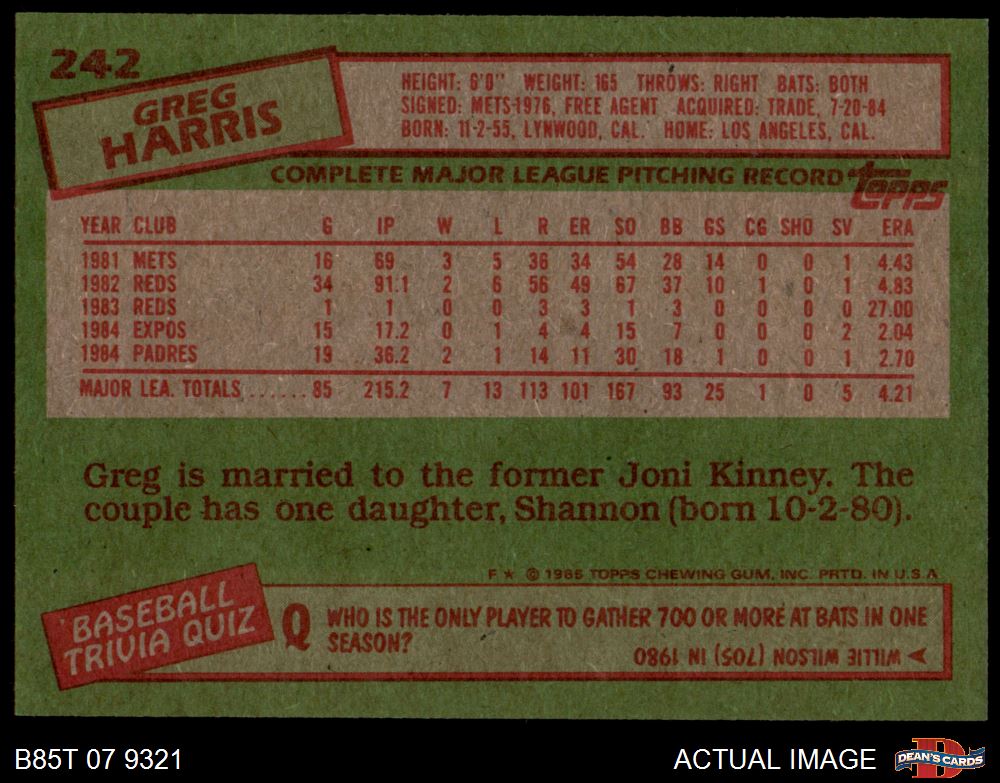 242
GREG
HARRIS
HEIGHT: 6'0" WEIGHT: 165 THROWS: RIGHT BATS: BOTH
SIGNED: METS-1976, FREE AGENT ACQUIRED: TRADE, 7-20-84
BORN: 11-2-55, LYNWOOD, CAL. HOME: LOS ANGELES, CAL.
COMPLETE MAJOR LEAGUE PITCHING RECORD topps
YEAR CLUB G IP W L R ER SO BB GS CG SHO SV ERA
1981 METS 16 69 3 5 36 34 54 28 14 0 0 1 4.43
1982 REDS 34 91.1 2 6 56 49 67 37 10 1 0 1 4.83
1983 REDS 1 1 0 0 3 3 1 3 0 0 0 0 27.00
1984 EXPOS 15 17.2 0 1 4 4 15 7 0 0 0 2 2.04
1984 PADRES 19 36.2 2 1 14 11 30 18 1 0 0 1 2.70
MAJOR LEA. TOTALS ...... 85 215.2 7 13 113 101 167 93 25 1 0 5 4.21
Greg is married to the former Joni Kinney. The
couple has one daughter, Shannon (born 10-2-80).
F★ © 1985 TOPPS CHEWING GUM, INC. PRTD. IN U.S.A.
BASEBALL
TRIVIA QUIZ
Q WHO IS THE ONLY PLAYER TO GATHER 700 OR MORE AT BATS IN ONE
SEASON?
➤ WILLIE WILSON (705) IN 1980
B85T 07 9321 ACTUAL IMAGE D DEAN'S CARDS